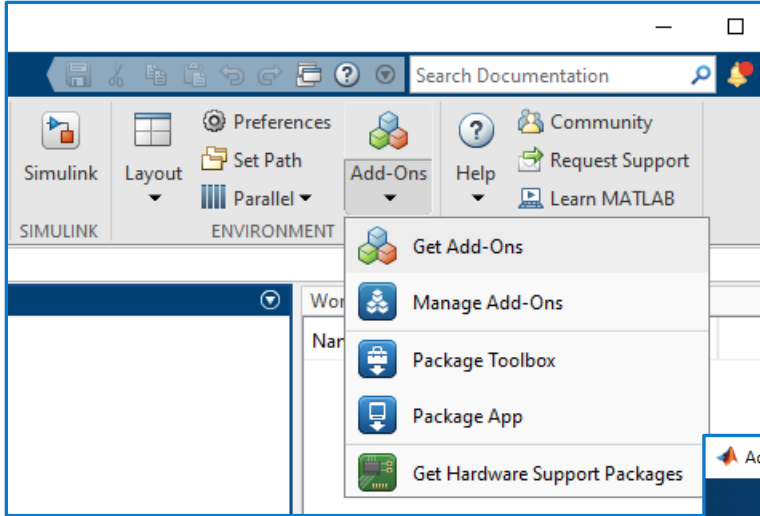 Search Documentation
Simulink
Layout
Preferences
Set Path
Parallel
Add-Ons
Help
Community
Request Support
Learn MATLAB
SIMULINK
ENVIRONMENT
Get Add-Ons
Manage Add-Ons
Package Toolbox
Package App
Get Hardware Support Packages